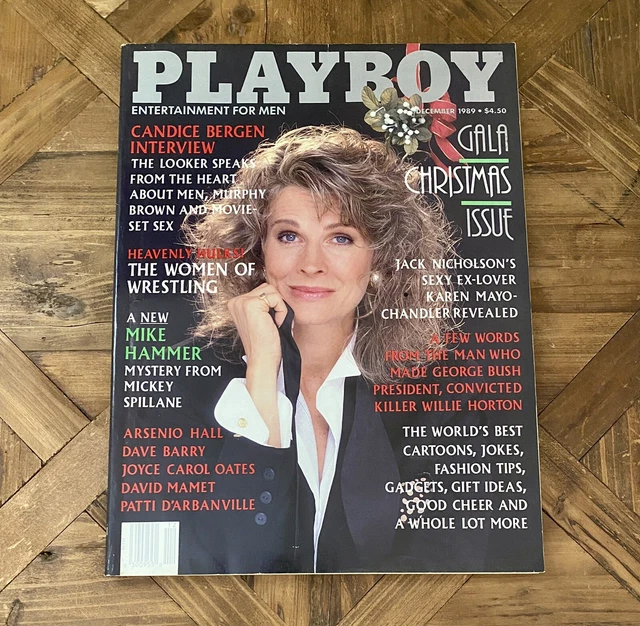 PLAYBOY
ENTERTAINMENT FOR MEN
DECEMBER 1989 • $4.50
CANDICE BERGEN
INTERVIEW
THE LOOKER SPEAKS
FROM THE HEART
ABOUT MEN, MURPHY
BROWN AND MOVIE-
SET SEX
HEAVENLY HULKS!
THE WOMEN OF
WRESTLING
A NEW
MIKE
HAMMER
MYSTERY FROM
MICKEY
SPILLANE
ARSENIO HALL
DAVE BARRY
JOYCE CAROL OATES
DAVID MAMET
PATTI D'ARBANVILLE
GALA
CHRISTMAS
ISSUE
JACK NICHOLSON'S
SEXY EX-LOVER
KAREN MAYO-
CHANDLER REVEALED
A FEW WORDS
FROM THE MAN WHO
MADE GEORGE BUSH
PRESIDENT, CONVICTED
KILLER WILLIE HORTON
THE WORLD'S BEST
CARTOONS, JOKES,
FASHION TIPS,
GADGETS, GIFT IDEAS,
GOOD CHEER AND
A WHOLE LOT MORE